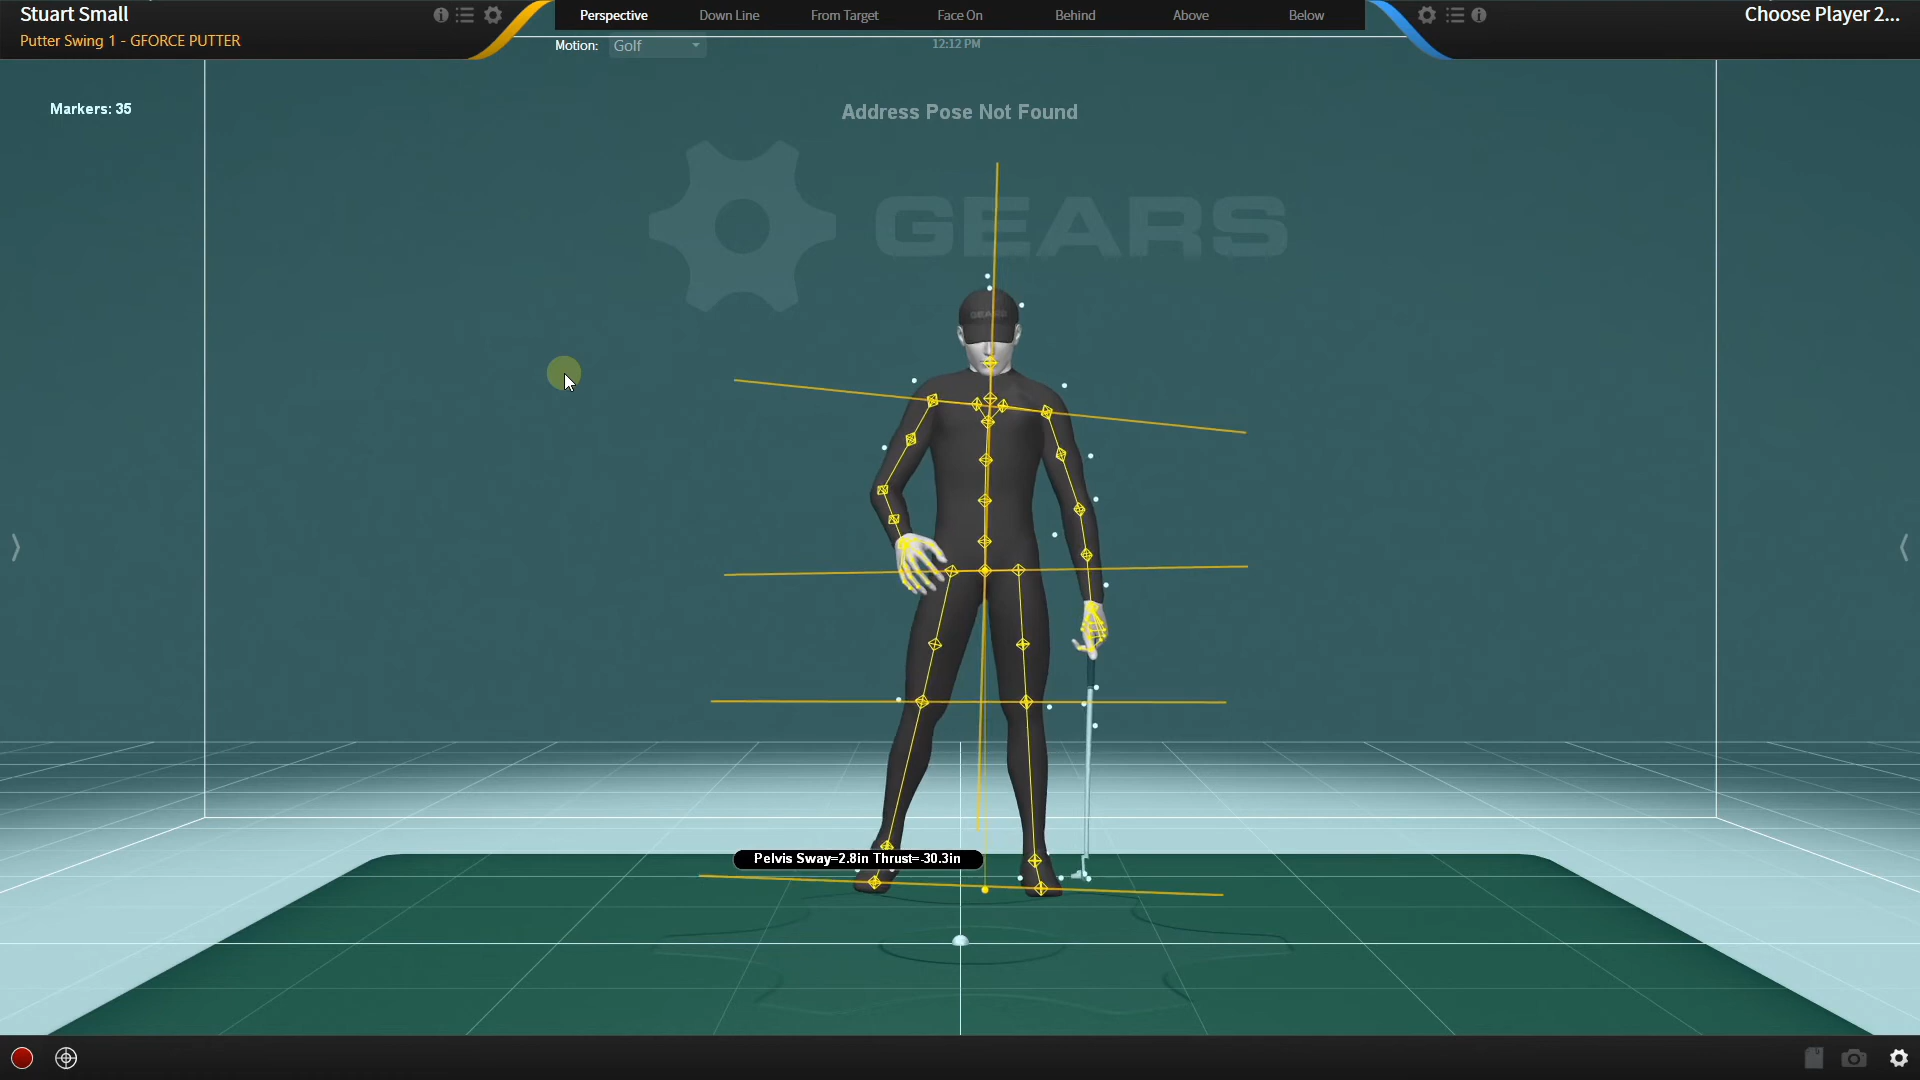 Stuart Small
Putter Swing 1 - GFORCE PUTTER
Perspective
Down Line
From Target
Face On
Behind
Above
Below
Choose Player 2...
Motion:
Golf
12:12 PM
Markers: 35
Address Pose Not Found
GEARS
GEARS
Pelvis Sway=2.8in Thrust=-30.3in